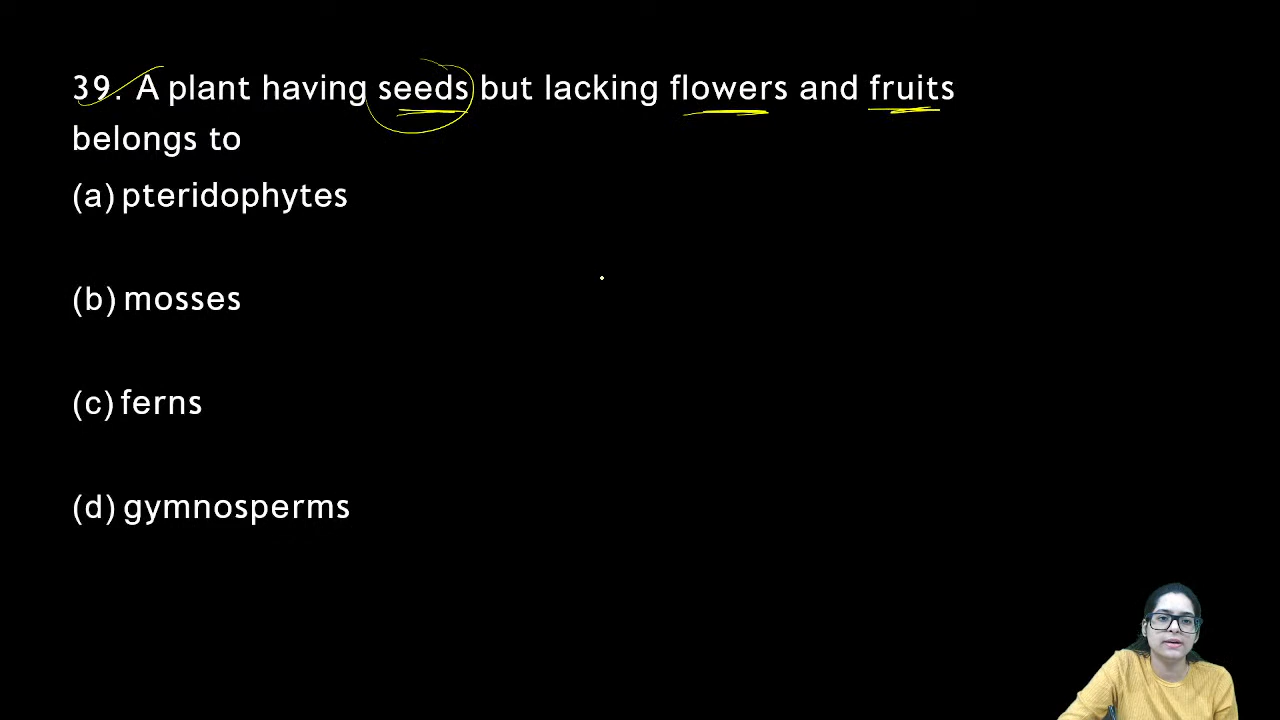 39. A plant having seeds but lacking flowers and fruits
belongs to
(a) pteridophytes
(b) mosses
(c) ferns
(d) gymnosperms